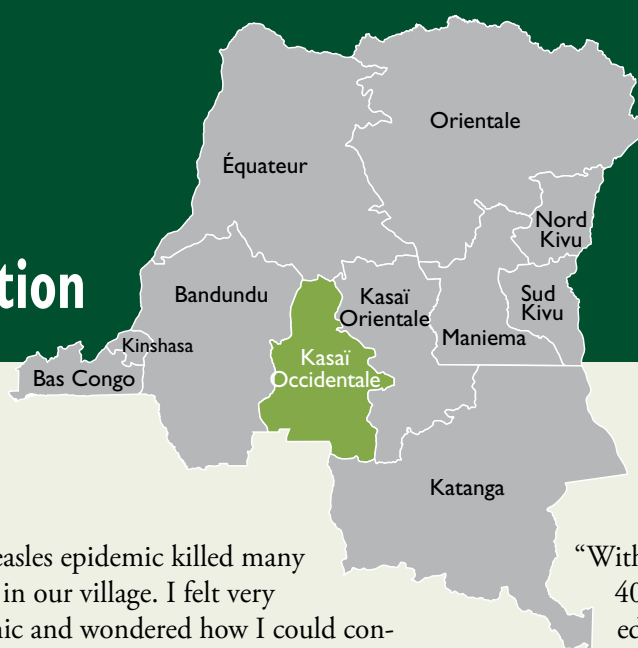 Orientale
Équateur
Nord
Kivu
tion
Bandundu
Kasaï
Orientale
Sud
Kivu
Maniema
Kinshasa
Kasaï
Occidentale
Bas Congo
Katanga
easles epidemic killed many
in our village. I felt very
nic and wondered how I could con-
“With
40
ed